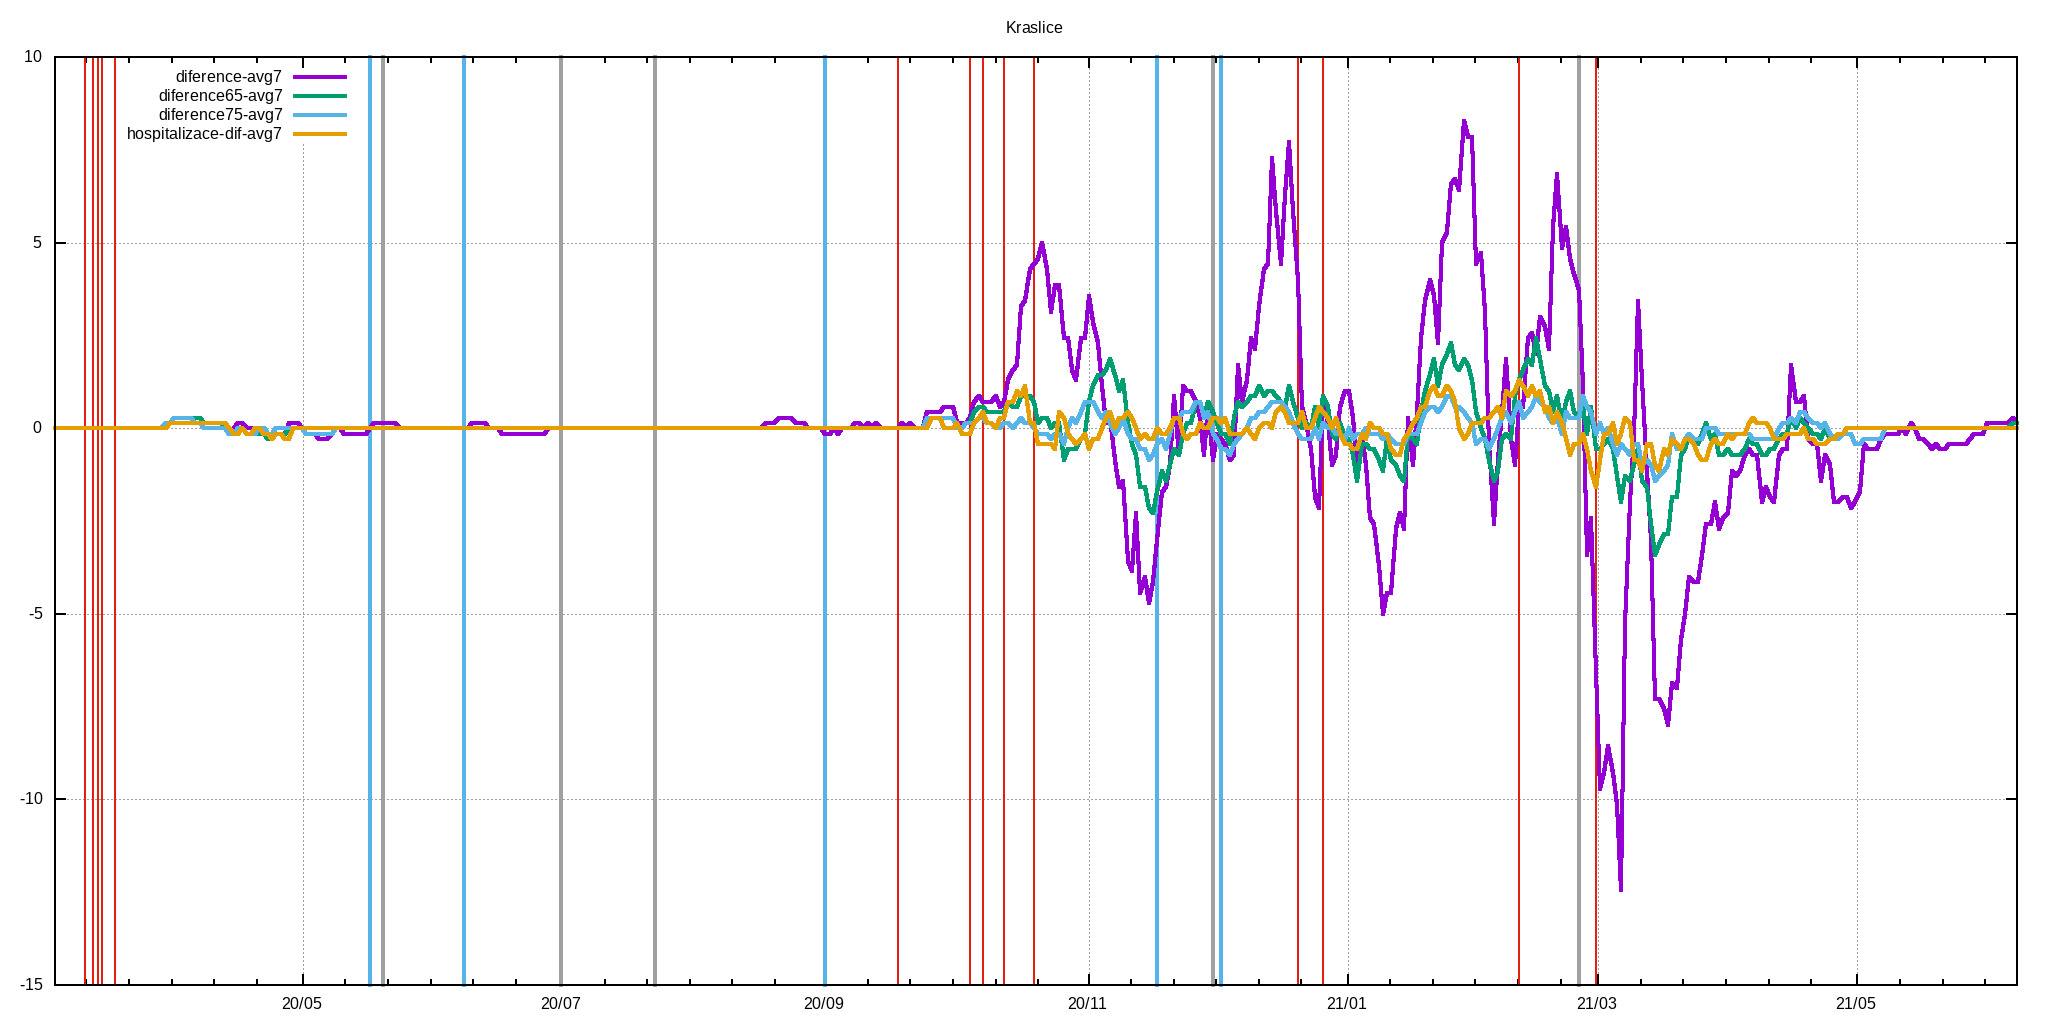 Kraslice
10
diference-avg7
diference65-avg7
diference75-avg7
hospitalizace-dif-avg7
5
0
-5
-10
-15
20/05
20/07
20/09
20/11
21/01
21/03
21/05